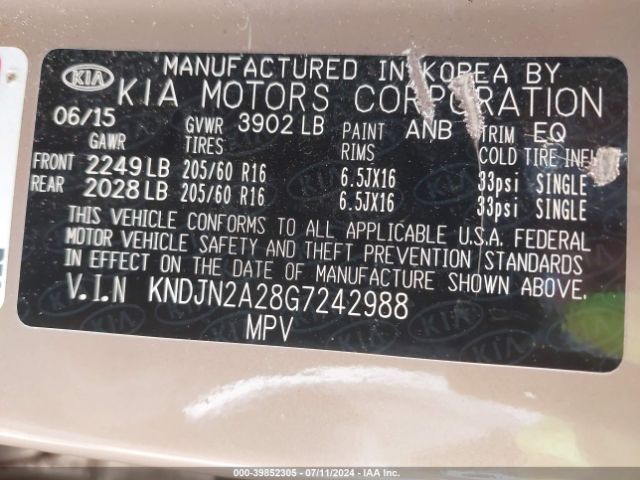 KIA MANUFACTURED IN KOREA BY
KIA MOTORS CORPORATION
06/15 GVWR 3902 LB PAINT ANB TRIM EQ
GAWR TIRES RIMS COLD TIRE INFL
FRONT 2249 LB 205/60 R16 6.5JX16 33psi SINGLE
REAR 2028 LB 205/60 R16 6.5JX16 33psi SINGLE
THIS VEHICLE CONFORMS TO ALL APPLICABLE U.S.A. FEDERAL
MOTOR VEHICLE SAFETY AND THEFT PREVENTION STANDARDS
IN EFFECT ON THE DATE OF MANUFACTURE SHOWN ABOVE.
V.I.N KNDJN2A28G7242988
MPV
000-39852305 - 07/11/2024 - IAA Inc.